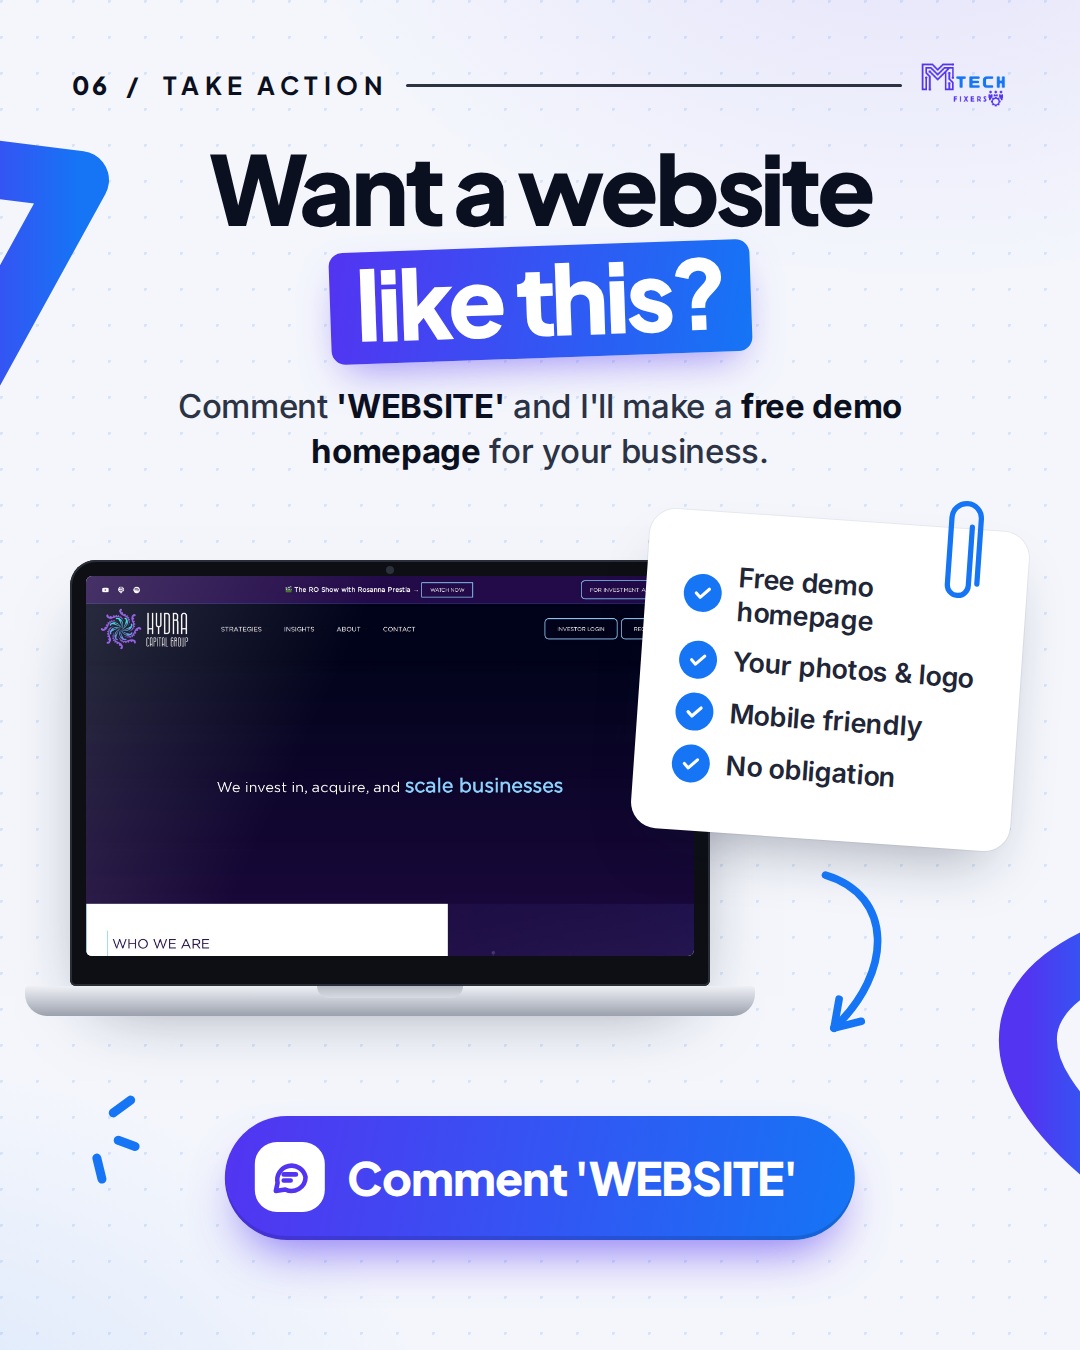 06 / TAKE ACTION
M TECH
FIXERS
Want a website
like this?
Comment 'WEBSITE' and I'll make a free demo
homepage for your business.
Free demo
homepage
Your photos & logo
Mobile friendly
No obligation
The RO Show with Rosanna Prestia → WATCH NOW
FOR INVESTMENT A
HYDRA
CAPITAL GROUP
STRATEGIES INSIGHTS ABOUT CONTACT
INVESTOR LOGIN
We invest in, acquire, and scale businesses
WHO WE ARE
Comment 'WEBSITE'